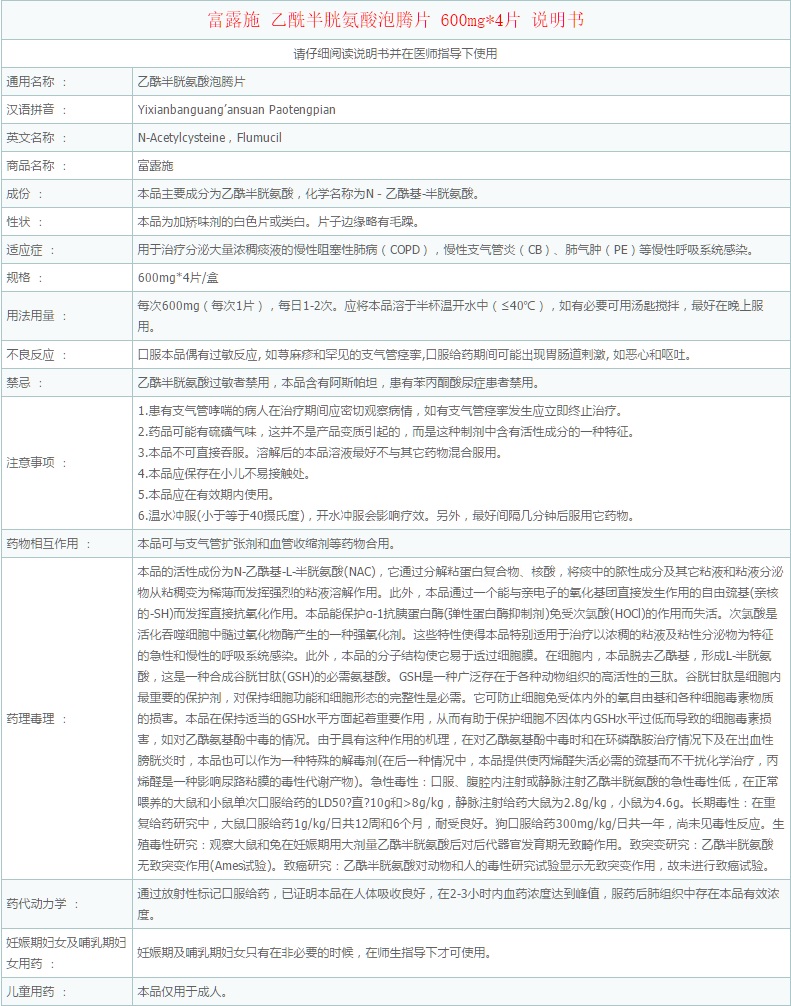 富露施 乙酰半胱氨酸泡腾片 600mg*4片 说明书
请仔细阅读说明书并在医师指导下使用
通用名称 ： 乙酰半胱氨酸泡腾片
汉语拼音 ： Yixianbanguang’ansuan Paotengpian
英文名称 ： N-Acetylcysteine，Flumucil
商品名称 ： 富露施
成份 ： 本品主要成分为乙酰半胱氨酸，化学名称为N - 乙酰基-半胱氨酸。
性状 ： 本品为加矫味剂的白色片或类白。片子边缘略有毛躁。
适应症 ： 用于治疗分泌大量浓稠痰液的慢性阻塞性肺病（COPD），慢性支气管炎（CB）、肺气肿（PE）等慢性呼吸系统感染。
规格 ： 600mg*4片/盒
用法用量 ： 每次600mg（每次1片），每日1-2次。应将本品溶于半杯温开水中（≤40℃），如有必要可用汤匙搅拌，最好在晚上服
用。
不良反应 ： 口服本品偶有过敏反应, 如荨麻疹和罕见的支气管痉挛,口服给药期间可能出现胃肠道刺激, 如恶心和呕吐。
禁忌 ： 乙酰半胱氨酸过敏者禁用，本品含有阿斯帕坦，患有苯丙酮酸尿症患者禁用。
注意事项 ：
1.患有支气管哮喘的病人在治疗期间应密切观察病情，如有支气管痉挛发生应立即终止治疗。
2.药品可能有硫磺气味，这并不是产品变质引起的，而是这种制剂中含有活性成分的一种特征。
3.本品不可直接吞服。溶解后的本品溶液最好不与其它药物混合服用。
4.本品应保存在小儿不易接触处。
5.本品应在有效期内使用。
6.温水冲服(小于等于40摄氏度)，开水冲服会影响疗效。另外，最好间隔几分钟后服用它药物。
药物相互作用 ： 本品可与支气管扩张剂和血管收缩剂等药物合用。
药理毒理 ：
本品的活性成份为N-乙酰基-L-半胱氨酸(NAC)，它通过分解粘蛋白复合物、核酸，将痰中的脓性成分及其它粘液和粘液分泌
物从粘稠变为稀薄而发挥强烈的粘液溶解作用。此外，本品通过一个能与亲电子的氧化基团直接发生作用的自由巯基(亲核
的-SH)而发挥直接抗氧化作用。本品能保护α-1抗胰蛋白酶(弹性蛋白酶抑制剂)免受次氯酸(HOCl)的作用而失活。次氯酸是
活化吞噬细胞中髓过氧化物酶产生的一种强氧化剂。这些特性使得本品特别适用于治疗以浓稠的粘液及粘性分泌物为特征
的急性和慢性的呼吸系统感染。此外，本品的分子结构使它易于透过细胞膜。在细胞内，本品脱去乙酰基，形成L-半胱氨
酸，这是一种合成谷胱甘肽(GSH)的必需氨基酸。GSH是一种广泛存在于各种动物组织的高活性的三肽。谷胱甘肽是细胞内
最重要的保护剂，对保持细胞功能和细胞形态的完整性是必需。它可防止细胞免受体内外的氧自由基和各种细胞毒素物质
的损害。本品在保持适当的GSH水平方面起着重要作用，从而有助于保护细胞不因体内GSH水平过低而导致的细胞毒素损
害，如对乙酰氨基酚中毒的情况。由于具有这种作用的机理，在对乙酰氨基酚中毒时和在环磷酰胺治疗情况下及在出血性
膀胱炎时，本品也可以作为一种特殊的解毒剂(在后一种情况中，本品提供使丙烯醛失活必需的巯基而不干扰化学治疗，丙
烯醛是一种影响尿路粘膜的毒性代谢产物)。急性毒性：口服、腹腔内注射或静脉注射乙酰半胱氨酸的急性毒性低，在正常
喂养的大鼠和小鼠单次口服给药的LD50?直?10g和>8g/kg，静脉注射给药大鼠为2.8g/kg，小鼠为4.6g。长期毒性：在重
复给药研究中，大鼠口服给药1g/kg/日共12周和6个月，耐受良好。狗口服给药300mg/kg/日共一年，尚未见毒性反应。生
殖毒性研究：观察大鼠和免在妊娠期用大剂量乙酰半胱氨酸后对后代器官发育期无致畸作用。致突变研究：乙酰半胱氨酸
无致突变作用(Ames试验)。致癌研究：乙酰半胱氨酸对动物和人的毒性研究试验显示无致突变作用，故未进行致癌试验。
药代动力学 ： 通过放射性标记口服给药，已证明本品在人体吸收良好，在2-3小时内血药浓度达到峰值，服药后肺组织中存在本品有效浓
度。
妊娠期妇女及哺乳期妇
女用药 ：
妊娠期及哺乳期妇女只有在非必要的时候，在师生指导下才可使用。
儿童用药 ： 本品仅用于成人。